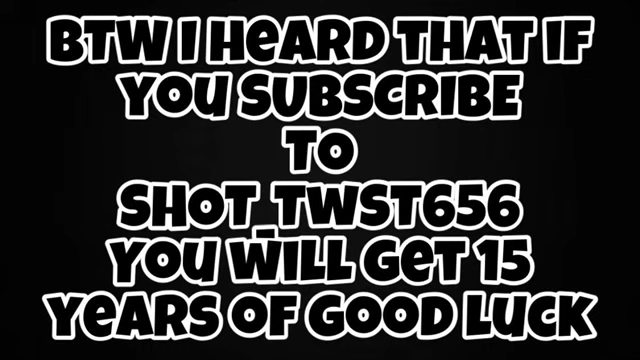 BTW I HEARD THAT IF
YOU SUBSCRIBE
TO
SHOT_TWST656
YOU WILL GET 15
YEARS OF GOOD LUCK